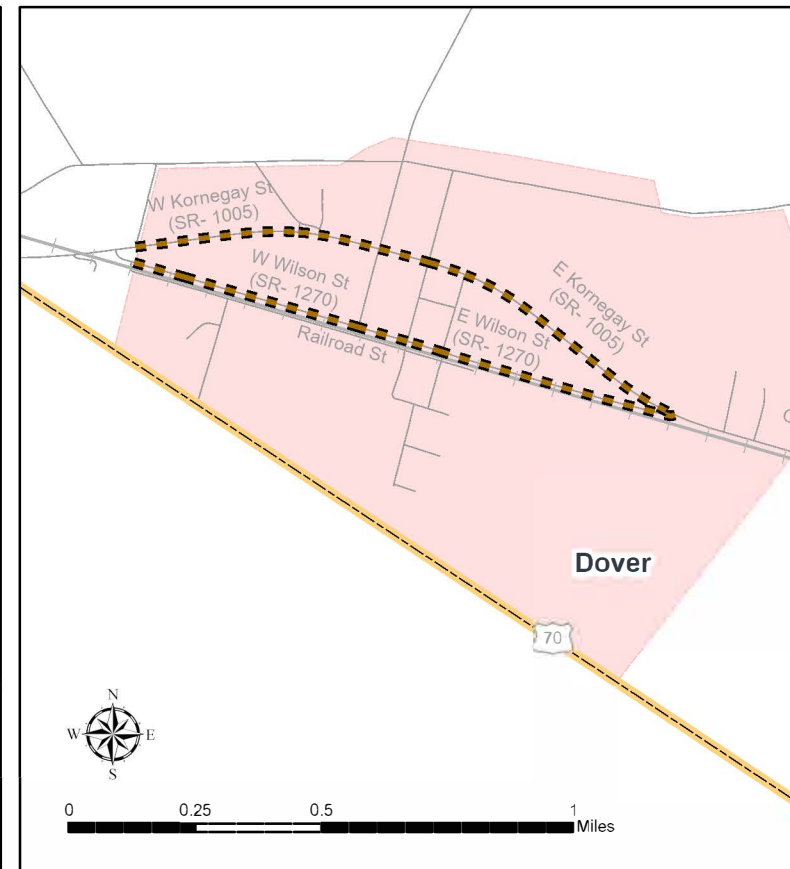 W Kornegay St
(SR- 1005)
W Wilson St
(SR- 1270)
E Kornegay St
(SR- 1005)
E Wilson St
(SR- 1270)
Railroad St
Dover
70
N
W E
S
0 0.25 0.5 1
Miles